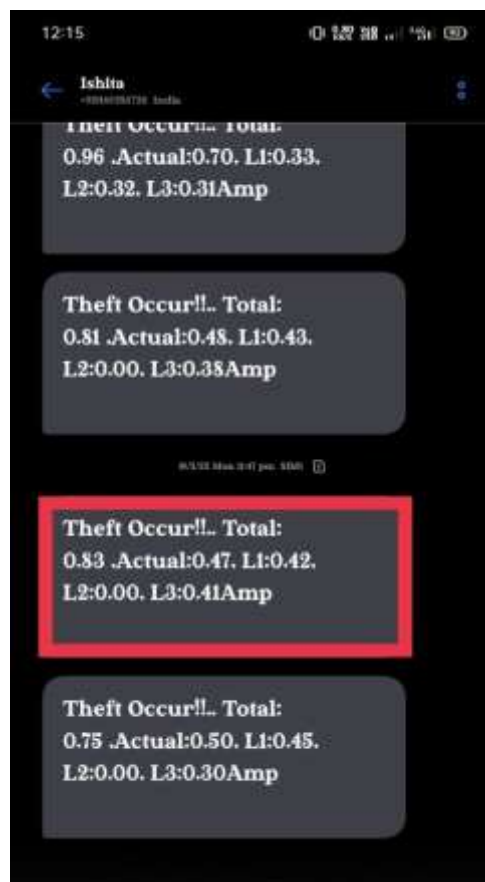 12:15
Ishita
Theft Occur!!.. Total:
0.96 .Actual:0.70. L1:0.33.
L2:0.32. L3:0.31Amp
Theft Occur!!.. Total:
0.81 .Actual:0.48. L1:0.43.
L2:0.00. L3:0.38Amp
Theft Occur!!.. Total:
0.83 .Actual:0.47. L1:0.42.
L2:0.00. L3:0.41Amp
Theft Occur!!.. Total:
0.75 .Actual:0.50. L1:0.45.
L2:0.00. L3:0.30Amp